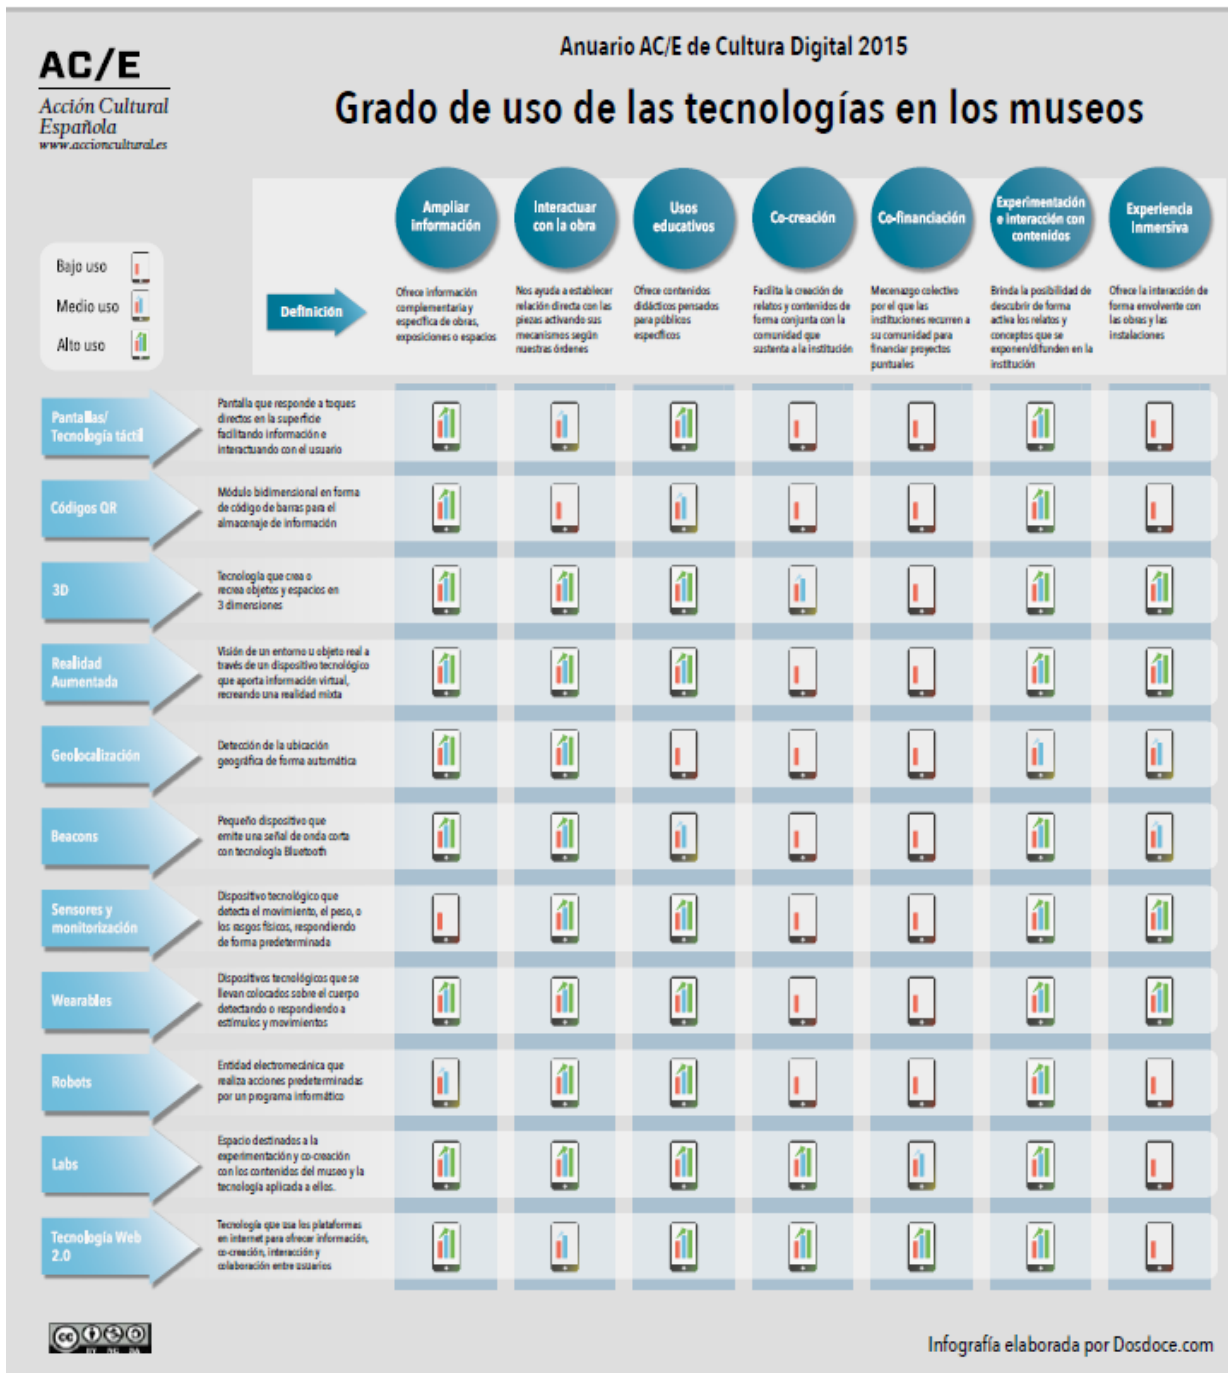 AC/E
Acción Cultural
Española
www.accioncultural.es
Anuario AC/E de Cultura Digital 2015
Grado de uso de las tecnologías en los museos
Bajo uso
Medio uso
Alto uso
Definición
Ampliar
información
Ofrece información
complementaria y
específica de obras,
exposiciones o espacios
Interactuar
con la obra
Nos ayuda a establecer
relación directa con las
piezas activando sus
mecanismos según
nuestras órdenes
Usos
educativos
Ofrece contenidos
didácticos pensados
para públicos
específicos
Co-creación
Facilita la creación de
relatos y contenidos de
forma conjunta con la
comunidad que
sustenta a la institución
Co-financiación
Mecenazgo colectivo
por el que las
instituciones recurren a
su comunidad para
financiar proyectos
puntuales
Experimentación
e interacción con
contenidos
Brinda la posibilidad de
descubrir de forma
activa los relatos y
conceptos que se
exponen/difunden en la
institución
Experiencia
Inmersiva
Ofrece la interacción de
forma envolvente con
las obras y las
instalaciones
Pantallas/
Tecnología táctil
Pantalla que responde a toques
directos en la superficie
facilitando información e
interactuando con el usuario
Códigos QR
Módulo bidimensional en forma
de código de barras para el
almacenaje de información
3D
Tecnología que crea o
recrea objetos y espacios en
3 dimensiones
Realidad
Aumentada
Visión de un entorno u objeto real a
través de un dispositivo tecnológico
que aporta información virtual,
recreando una realidad mixta
Geolocalización
Detección de la ubicación
geográfica de forma automática
Beacons
Pequeño dispositivo que
emite una señal de onda corta
con tecnología Bluetooth
Sensores y
monitorización
Dispositivo tecnológico que
detecta el movimiento, el peso, o
los rasgos físicos, respondiendo
de forma predeterminada
Wearables
Dispositivos tecnológicos que se
llevan colocados sobre el cuerpo
detectando o respondiendo a
estímulos y movimientos
Robots
Entidad electromecánica que
realiza acciones predeterminadas
por un programa informático
Labs
Espacio destinados a la
experimentación y co-creación
con los contenidos del museo y la
tecnología aplicada a ellos.
Tecnología Web
2.0
Tecnología que usa las plataformas
en internet para ofrecer información,
co-creación, interacción y
colaboración entre usuarios
cc
Infografía elaborada por Dosdoce.com